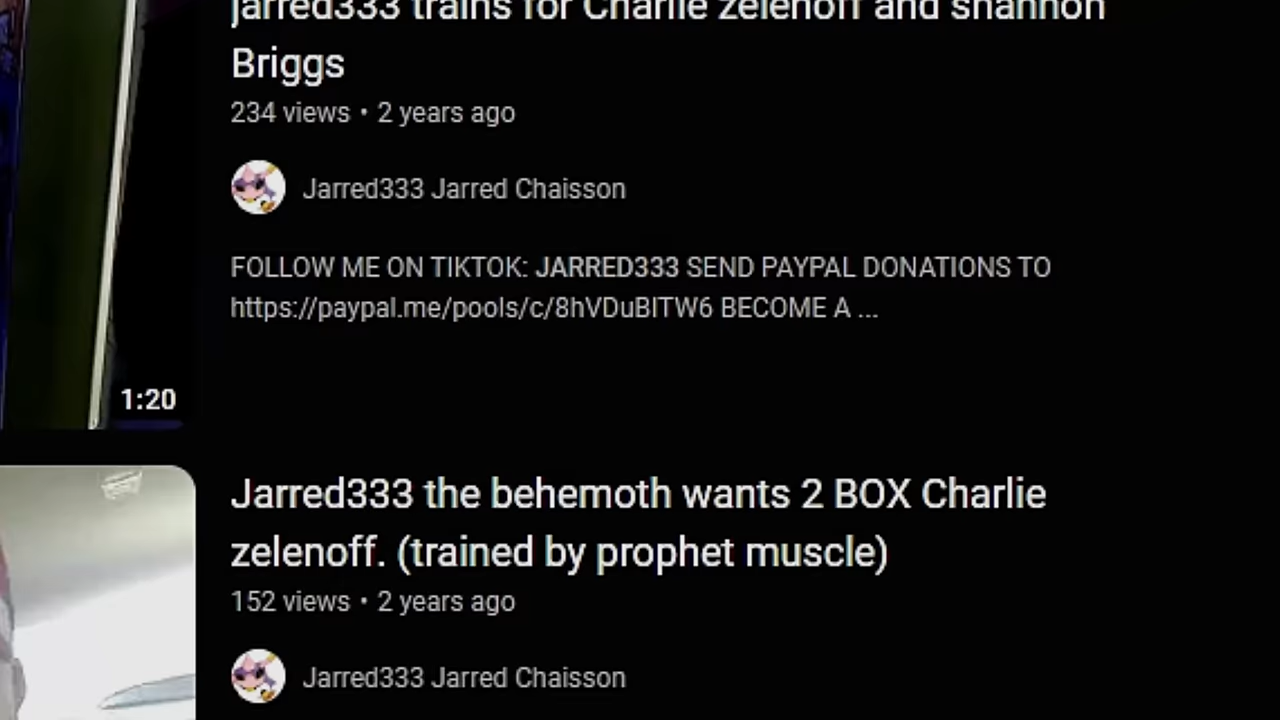 jarred333 trains for Charlie zelenoff and shannon
Briggs
234 views • 2 years ago
Jarred333 Jarred Chaisson
FOLLOW ME ON TIKTOK: JARRED333 SEND PAYPAL DONATIONS TO
https://paypal.me/pools/c/8hVDuBITW6 BECOME A ...
1:20
Jarred333 the behemoth wants 2 BOX Charlie
zelenoff. (trained by prophet muscle)
152 views • 2 years ago
Jarred333 Jarred Chaisson